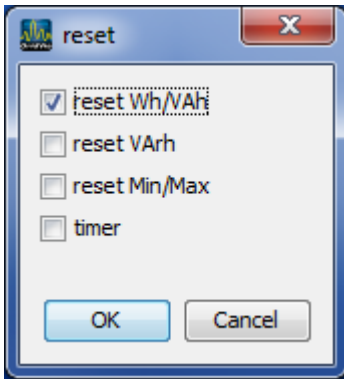 reset
reset Wh/VAh
reset VArh
reset Min/Max
timer
OK
Cancel